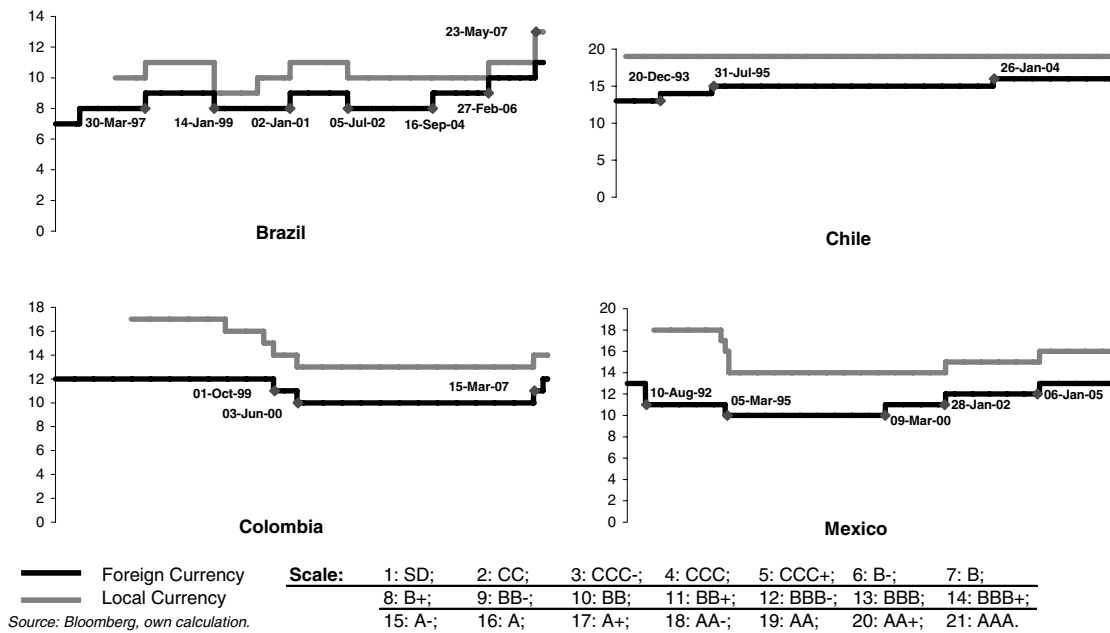 14
12
10
8
6
4
2
0
23-May-07
30-Mar-97
14-Jan-99
02-Jan-01
05-Jul-02
16-Sep-04
27-Feb-06
Brazil
20
15
10
5
0
20-Dec-93
31-Jul-95
26-Jan-04
Chile
18
16
14
12
10
8
6
4
2
0
01-Oct-99
03-Jun-00
15-Mar-07
Colombia
20
18
16
14
12
10
8
6
4
2
0
10-Aug-92
05-Mar-95
09-Mar-00
28-Jan-02
06-Jan-05
Mexico
Foreign Currency
Local Currency
Source: Bloomberg, own calculation.
Scale: 1: SD; 2: CC; 3: CCC-; 4: CCC; 5: CCC+; 6: B-; 7: B;
8: B+; 9: BB-; 10: BB; 11: BB+; 12: BBB-; 13: BBB; 14: BBB+;
15: A-; 16: A; 17: A+; 18: AA-; 19: AA; 20: AA+; 21: AAA.